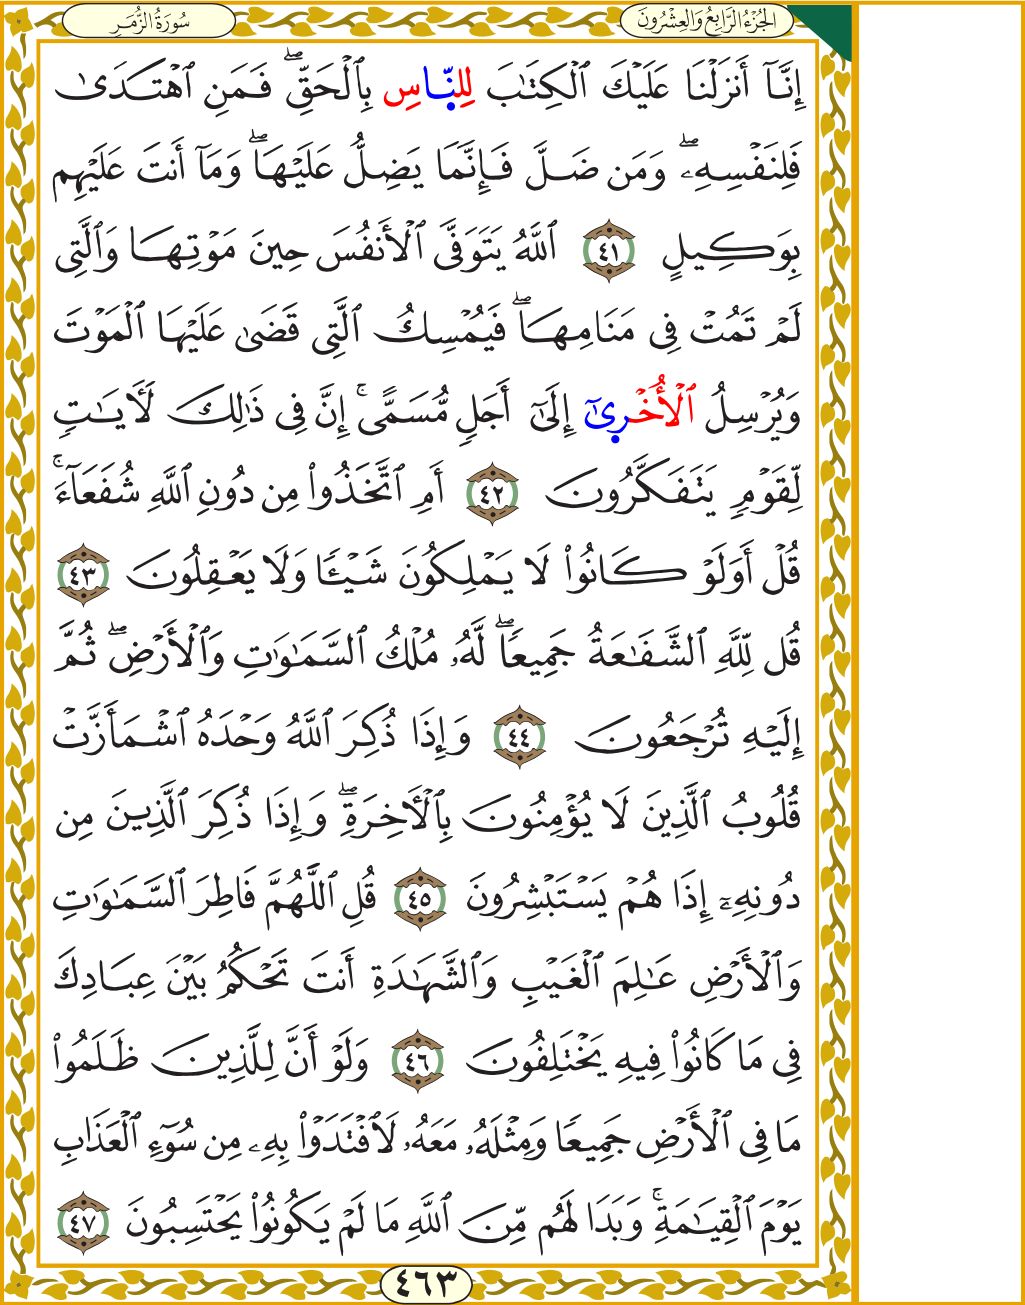 الجُزْءُ الرَّابِعُ وَالعِشْرُونَ
سُورَةُ الزُّمَرِ
إِنَّآ أَنزَلْنَا عَلَيْكَ ٱلْكِتَٰبَ لِلنَّاسِ بِٱلْحَقِّۖ فَمَنِ ٱهْتَدَىٰ
فَلِنَفْسِهِۦۖ وَمَن ضَلَّ فَإِنَّمَا يَضِلُّ عَلَيْهَاۖ وَمَآ أَنتَ عَلَيْهِم
بِوَكِيلٍ ٤١ ٱللَّهُ يَتَوَفَّى ٱلْأَنفُسَ حِينَ مَوْتِهَا وَٱلَّتِى
لَمْ تَمُتْ فِى مَنَامِهَاۖ فَيُمْسِكُ ٱلَّتِى قَضَىٰ عَلَيْهَا ٱلْمَوْتَ
وَيُرْسِلُ ٱلْأُخْرِىٰٓ إِلَىٰٓ أَجَلٍ مُّسَمًّىۚ إِنَّ فِى ذَٰلِكَ لَأَيَٰتٍ
لِّقَوْمٍ يَتَفَكَّرُونَ ٤٢ أَمِ ٱتَّخَذُوا۟ مِن دُونِ ٱللَّهِ شُفَعَآءَۚ
قُلْ أَوَلَوْ كَانُوا۟ لَا يَمْلِكُونَ شَيْـًٔا وَلَا يَعْقِلُونَ ٤٣
قُل لِّلَّهِ ٱلشَّفَٰعَةُ جَمِيعًاۖ لَّهُۥ مُلْكُ ٱلسَّمَٰوَٰتِ وَٱلْأَرْضِۖ ثُمَّ
إِلَيْهِ تُرْجَعُونَ ٤٤ وَإِذَا ذُكِرَ ٱللَّهُ وَحْدَهُ ٱشْمَأَزَّتْ
قُلُوبُ ٱلَّذِينَ لَا يُؤْمِنُونَ بِٱلْأَخِرَةِۖ وَإِذَا ذُكِرَ ٱلَّذِينَ مِن
دُونِهِۦٓ إِذَا هُمْ يَسْتَبْشِرُونَ ٤٥ قُلِ ٱللَّهُمَّ فَاطِرَ ٱلسَّمَٰوَٰتِ
وَٱلْأَرْضِ عَٰلِمَ ٱلْغَيْبِ وَٱلشَّهَٰدَةِ أَنتَ تَحْكُمُ بَيْنَ عِبَادِكَ
فِى مَا كَانُوا۟ فِيهِ يَخْتَلِفُونَ ٤٦ وَلَوْ أَنَّ لِلَّذِينَ ظَلَمُوا۟
مَا فِى ٱلْأَرْضِ جَمِيعًا وَمِثْلَهُۥ مَعَهُۥ لَٱفْتَدَوْا۟ بِهِۦ مِن سُوٓءِ ٱلْعَذَابِ
يَوْمَ ٱلْقِيَٰمَةِۚ وَبَدَا لَهُم مِّنَ ٱللَّهِ مَا لَمْ يَكُونُوا۟ يَحْتَسِبُونَ ٤٧
٤٦٣